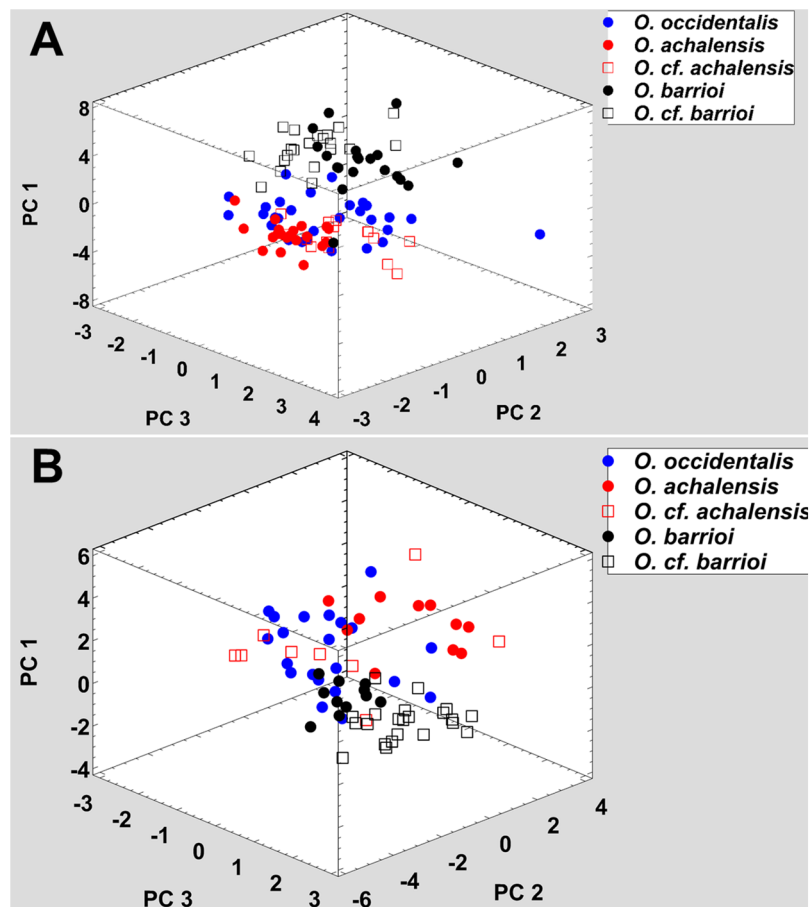 A
O. occidentalis
O. achalensis
O. cf. achalensis
O. barrioi
O. cf. barrioi
8
4
0
-4
-8
PC 1
-3
-2
-1
0
1
2
3
4
PC 3
-3
-2
-1
0
1
2
3
PC 2
B
O. occidentalis
O. achalensis
O. cf. achalensis
O. barrioi
O. cf. barrioi
6
4
2
0
-2
-4
PC 1
-3
-2
-1
0
1
2
3
PC 3
-6
-4
-2
0
2
4
PC 2